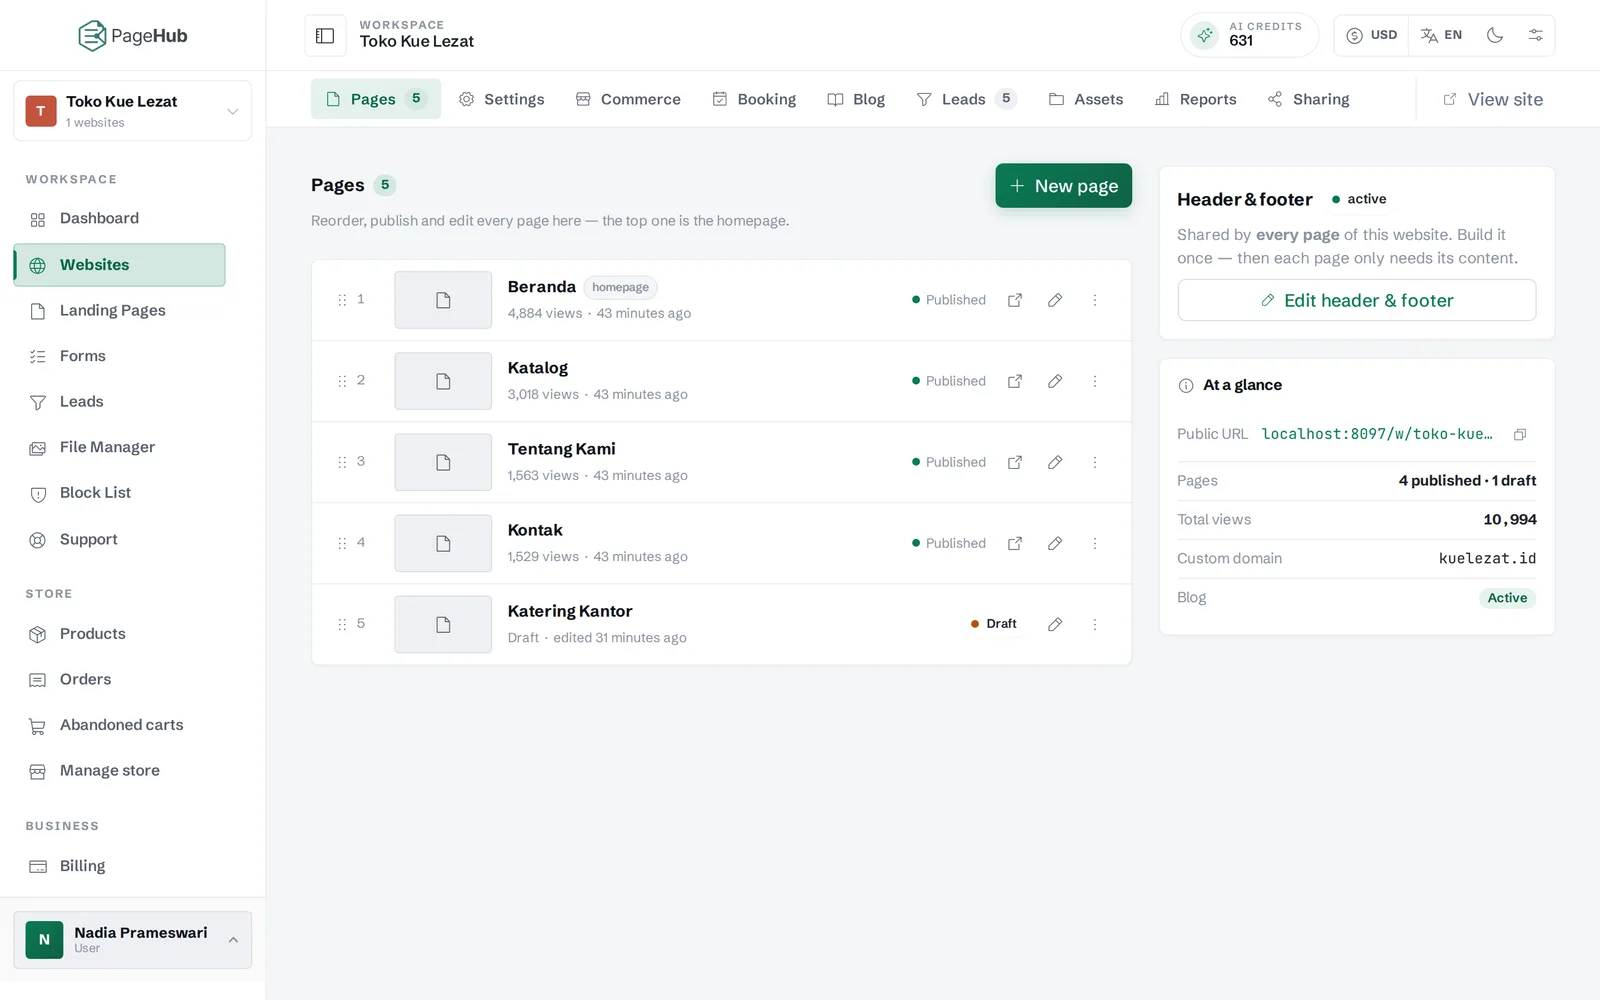 PageHub
WORKSPACE
Toko Kue Lezat
AI CREDITS
631
USD
EN
Toko Kue Lezat
1 websites
Pages 5
Settings
Commerce
Booking
Blog
Leads 5
Assets
Reports
Sharing
View site
WORKSPACE
Dashboard
Websites
Landing Pages
Forms
Leads
File Manager
Block List
Support
STORE
Products
Orders
Abandoned carts
Manage store
BUSINESS
Billing
N
Nadia Prameswari
User
T
Pages 5
Reorder, publish and edit every page here — the top one is the homepage.
New page
1
Beranda homepage
4,884 views · 43 minutes ago
Published
2
Katalog
3,018 views · 43 minutes ago
Published
3
Tentang Kami
1,563 views · 43 minutes ago
Published
4
Kontak
1,529 views · 43 minutes ago
Published
5
Katering Kantor
Draft · edited 31 minutes ago
Draft
Header & footer active
Shared by every page of this website. Build it
once — then each page only needs its content.
Edit header & footer
At a glance
Public URL localhost:8097/w/toko-kue…
Pages 4 published · 1 draft
Total views 10,994
Custom domain kuelezat.id
Blog Active